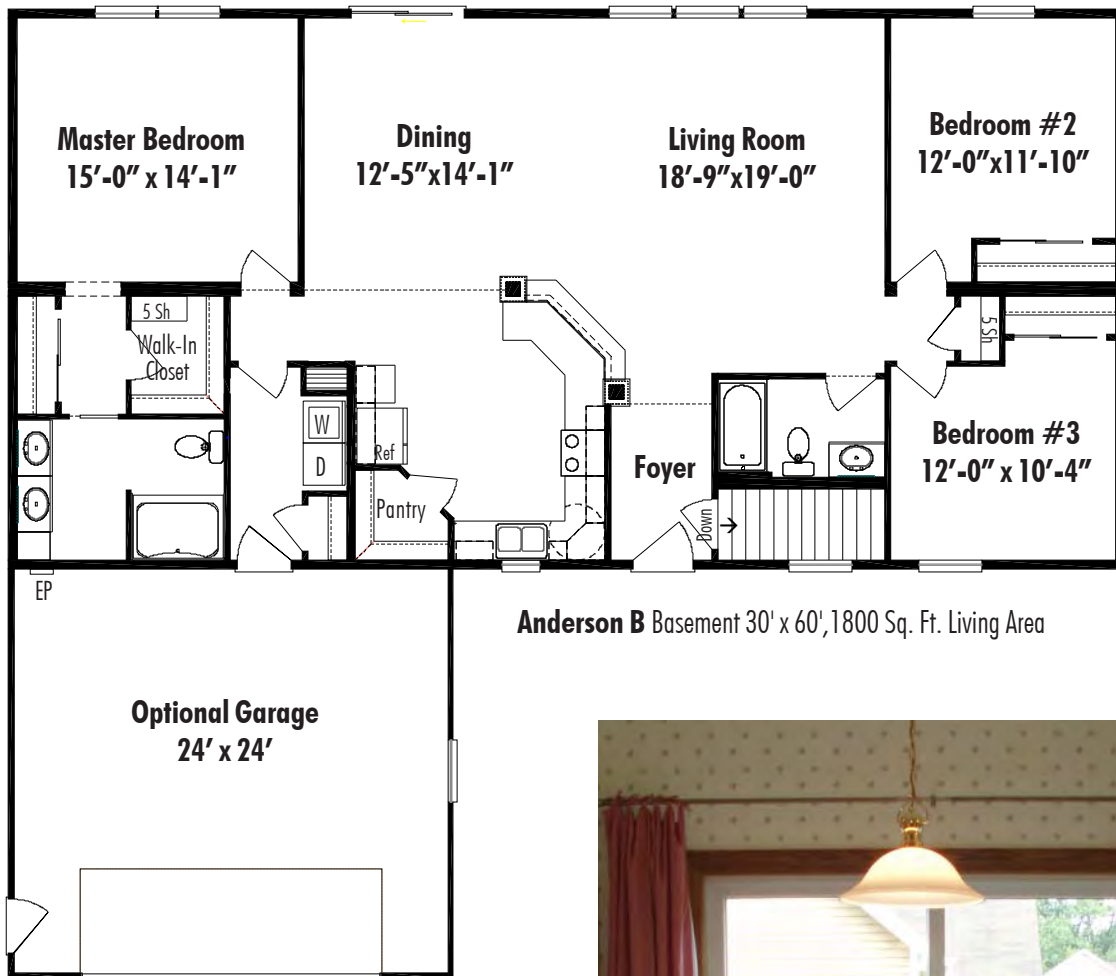 Master Bedroom
15′-0″ x 14′-1″
Dining
12′-5″x14′-1″
Living Room
18′-9″x19′-0″
Bedroom #2
12′-0″x11′-10″
5 Sh
Walk-In
Closet
5 Sh
W
D
Ref
Pantry
Foyer
Down
Bedroom #3
12′-0″ x 10′-4″
EP
Anderson B Basement 30' x 60',1800 Sq. Ft. Living Area
Optional Garage
24′ x 24′